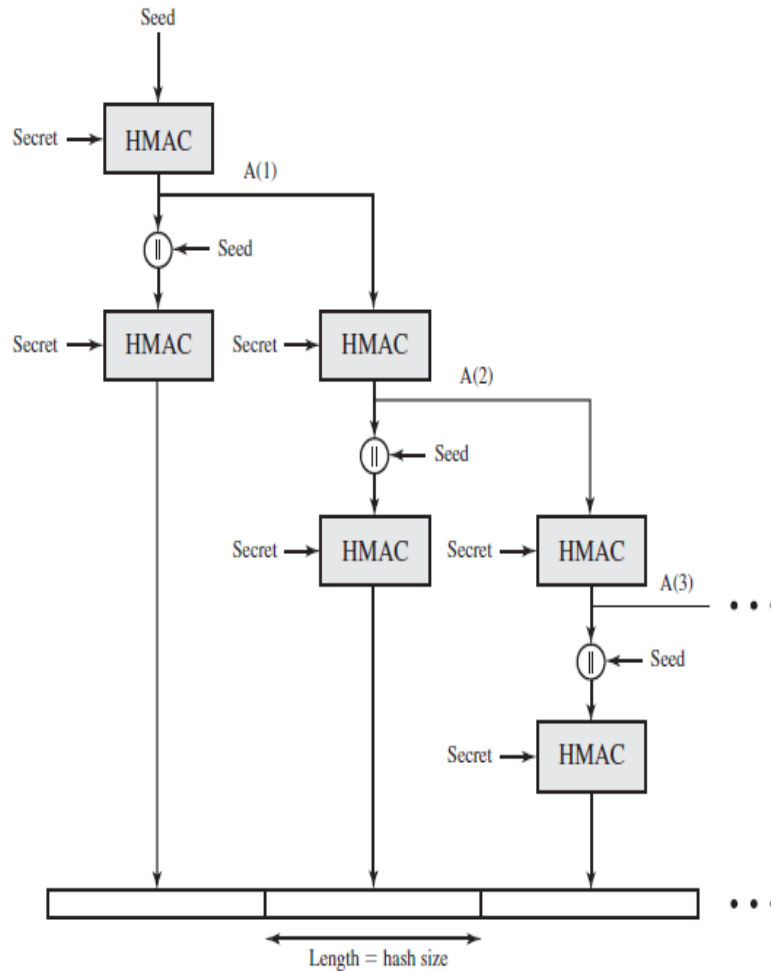 Seed
Secret HMAC
A(1)
|| Seed
Secret HMAC Secret HMAC
A(2)
|| Seed
Secret HMAC Secret HMAC
A(3)
• • •
|| Seed
Secret HMAC
• • •
Length = hash size